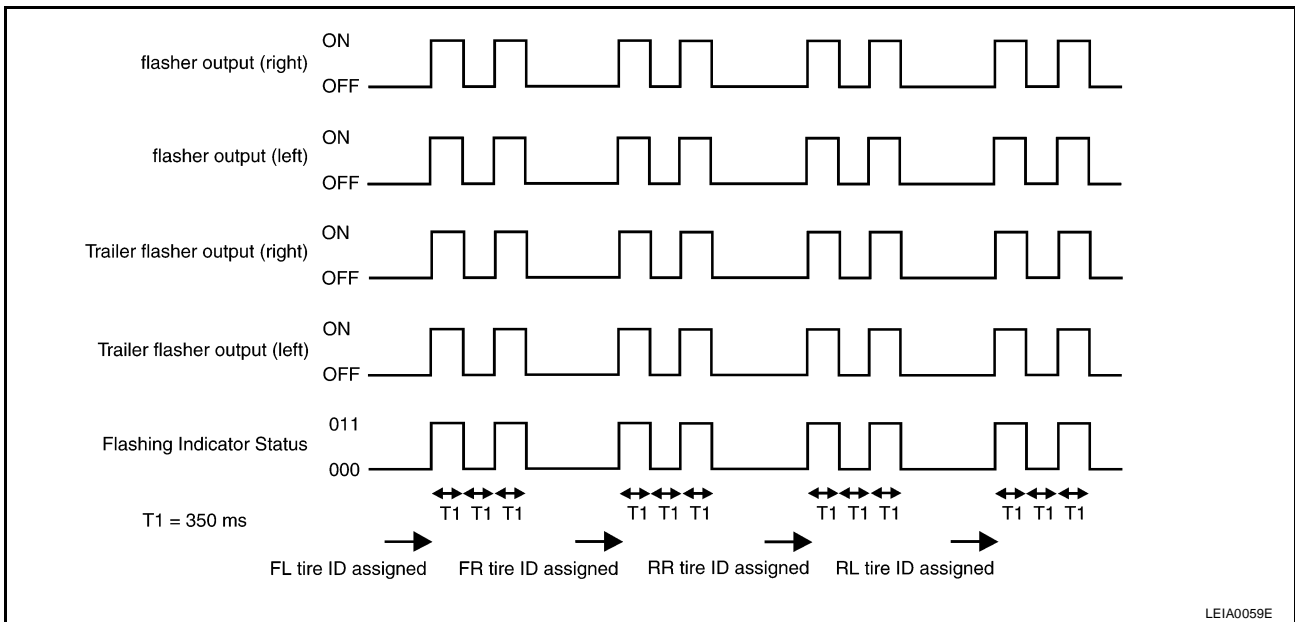 flasher output (right)
ON
OFF
flasher output (left)
ON
OFF
Trailer flasher output (right)
ON
OFF
Trailer flasher output (left)
ON
OFF
Flashing Indicator Status
011
000
T1 T1 T1 T1 T1 T1 T1 T1 T1 T1 T1 T1
T1 = 350 ms
FL tire ID assigned FR tire ID assigned RR tire ID assigned RL tire ID assigned
LEIA0059E